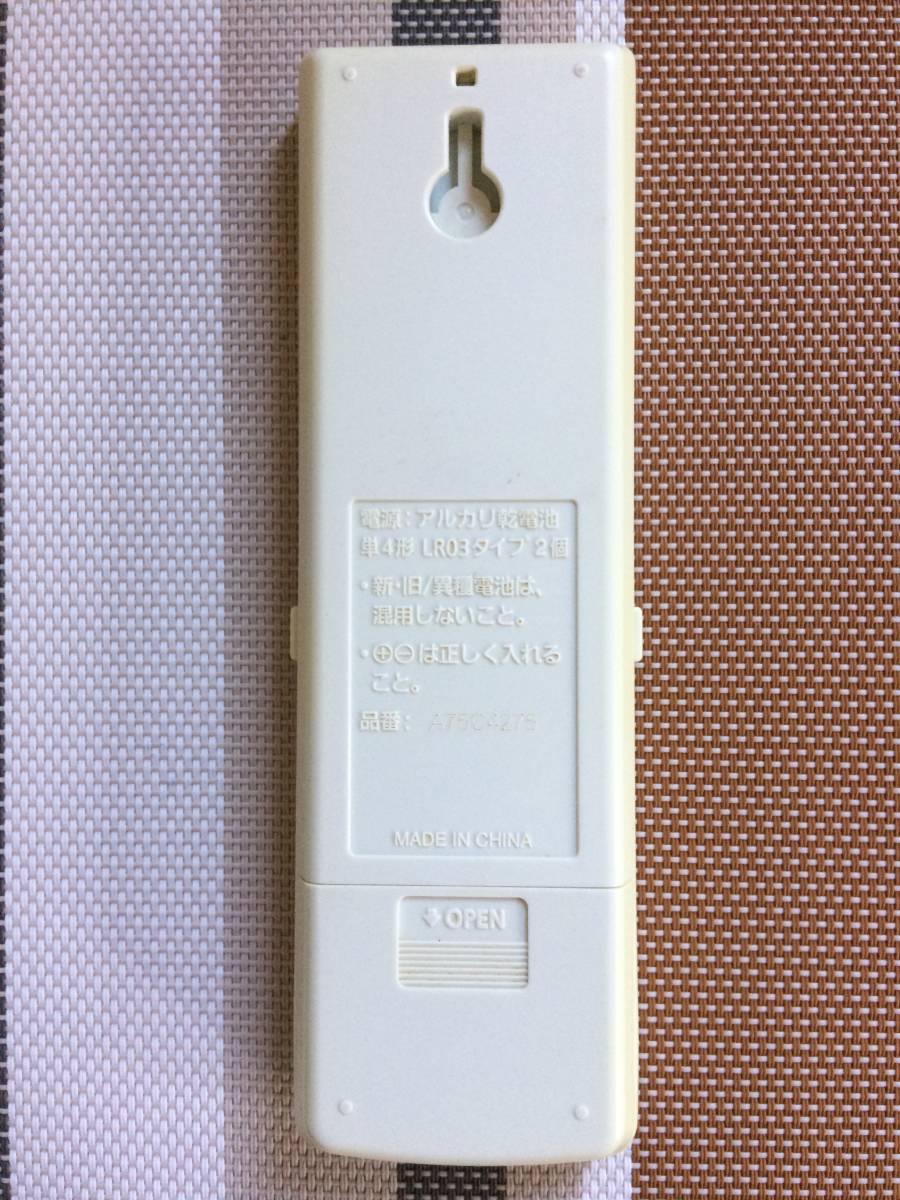 電源：アルカリ乾電池
単4形 LR03タイプ 2個
・新・旧/異種電池は、
混用しないこと。
・⊕⊖は正しく入れる
こと。
品番： A75C4276
MADE IN CHINA
OPEN